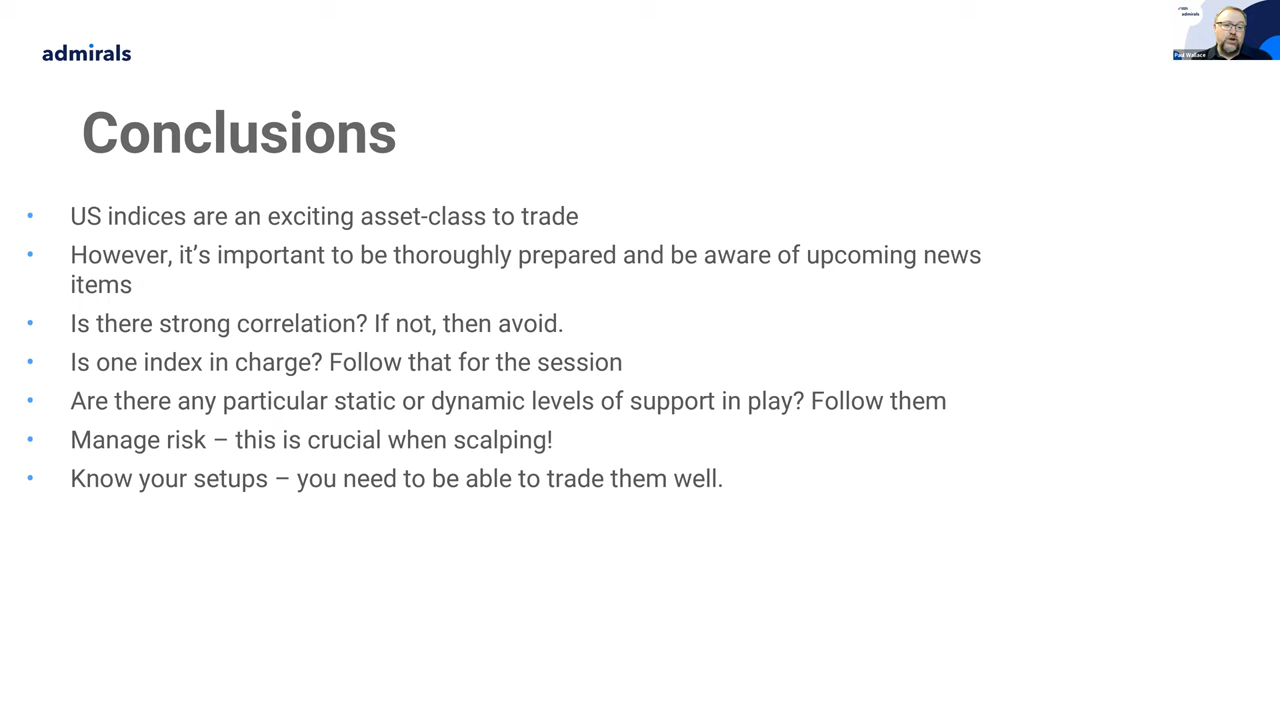 admirals
admirals
Paul Wallace
Conclusions
• US indices are an exciting asset-class to trade
• However, it’s important to be thoroughly prepared and be aware of upcoming news
items
• Is there strong correlation? If not, then avoid.
• Is one index in charge? Follow that for the session
• Are there any particular static or dynamic levels of support in play? Follow them
• Manage risk – this is crucial when scalping!
• Know your setups – you need to be able to trade them well.